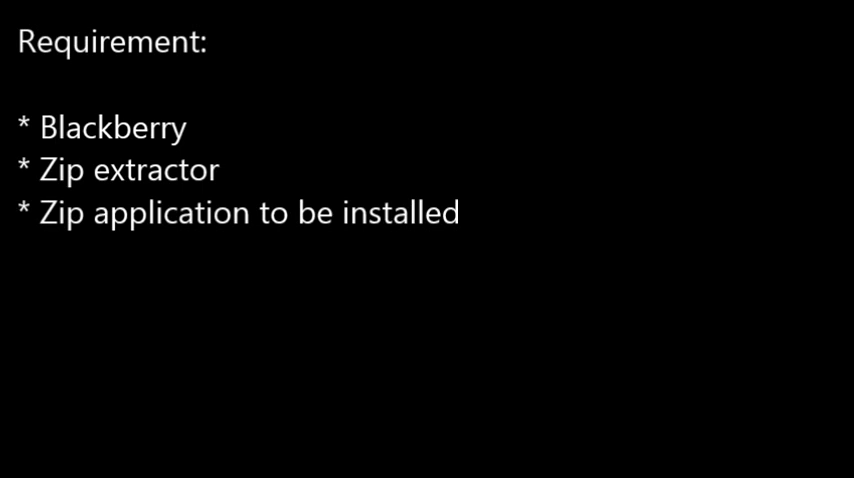 Requirement:
* Blackberry
* Zip extractor
* Zip application to be installed